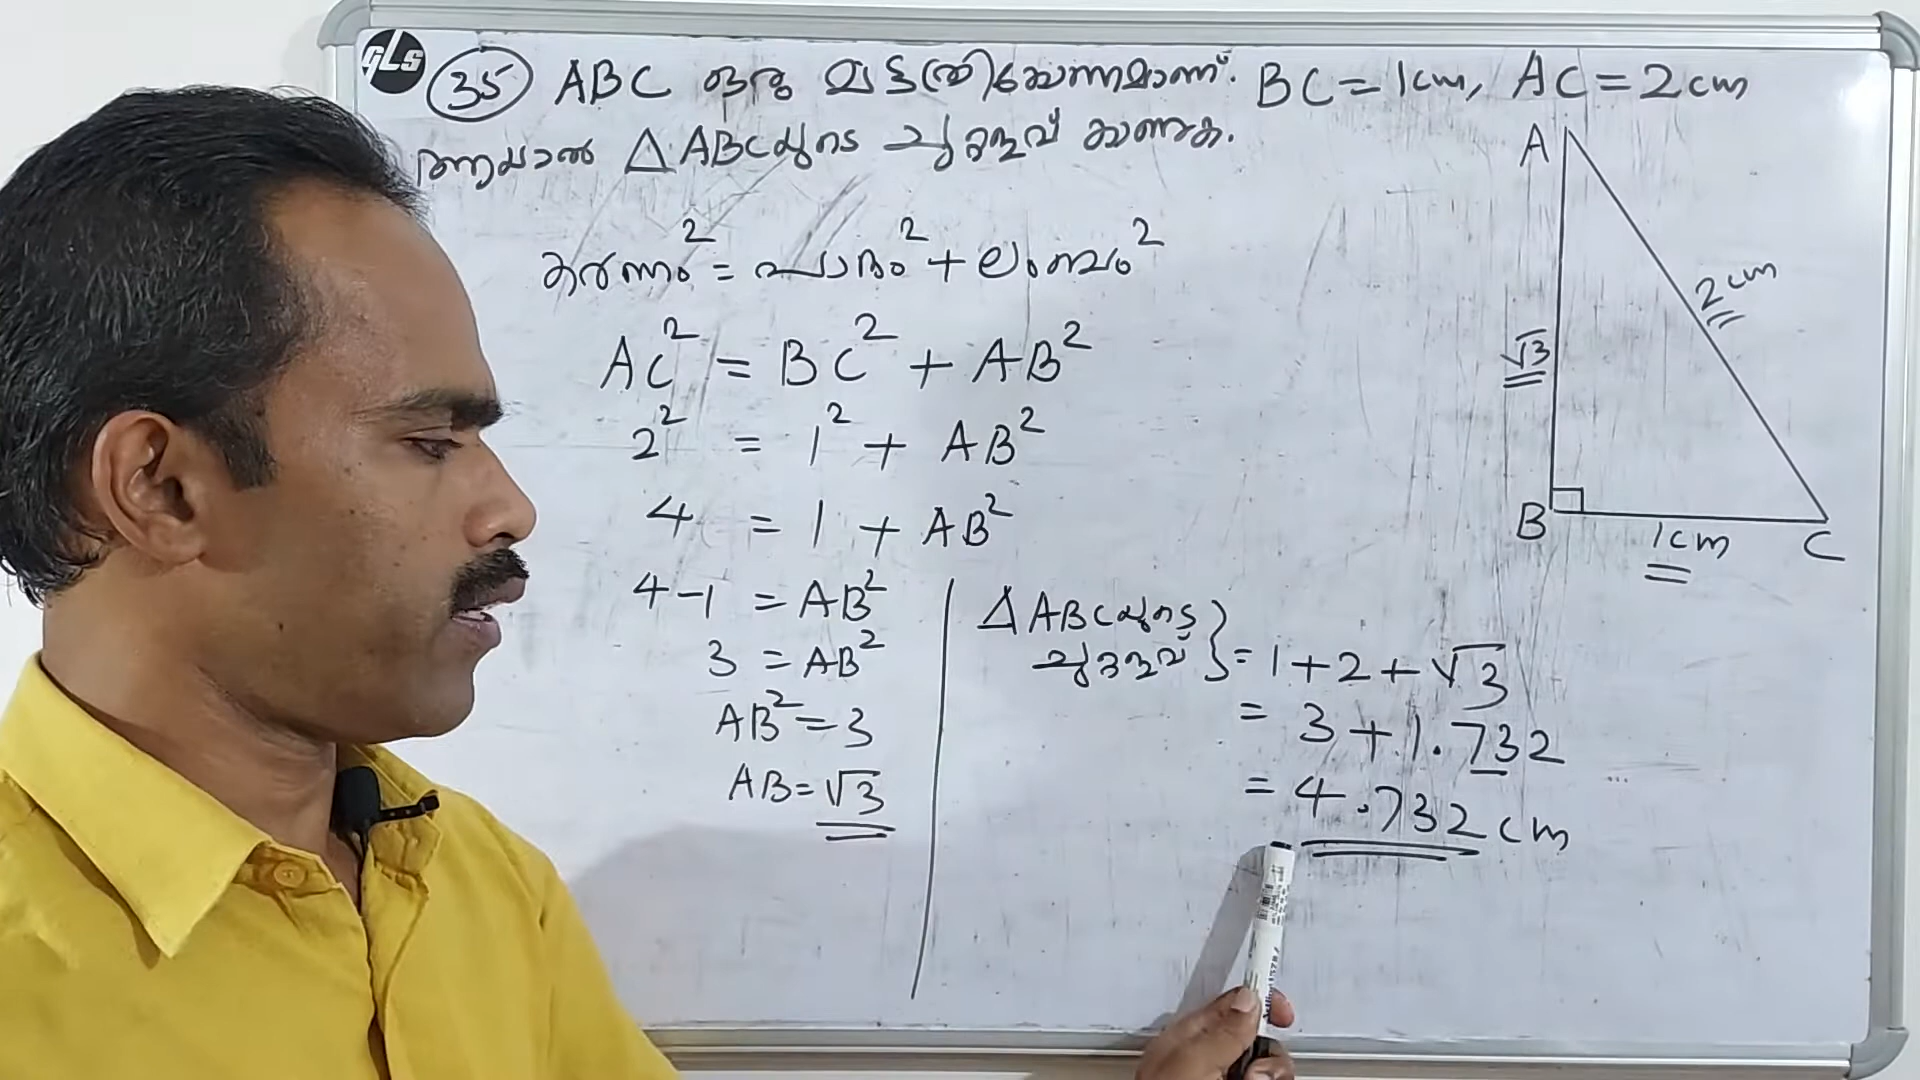 GLS
35 ABC ഒരു മട്ടത്രികോണമാണ്. BC = 1cm, AC = 2cm
ആയാൽ △ABCയുടെ ചുറ്റളവ് കാണുക.
കർണം² = പാദം² + ലംബം²
AC² = BC² + AB²
2² = 1² + AB²
4 = 1 + AB²
4-1 = AB²
3 = AB²
AB² = 3
AB = √3
△ABCയുടെ
ചുറ്റളവ് } = 1+2+√3
= 3+1.732
= 4.732 cm
A
√3
2cm
B
1cm
C